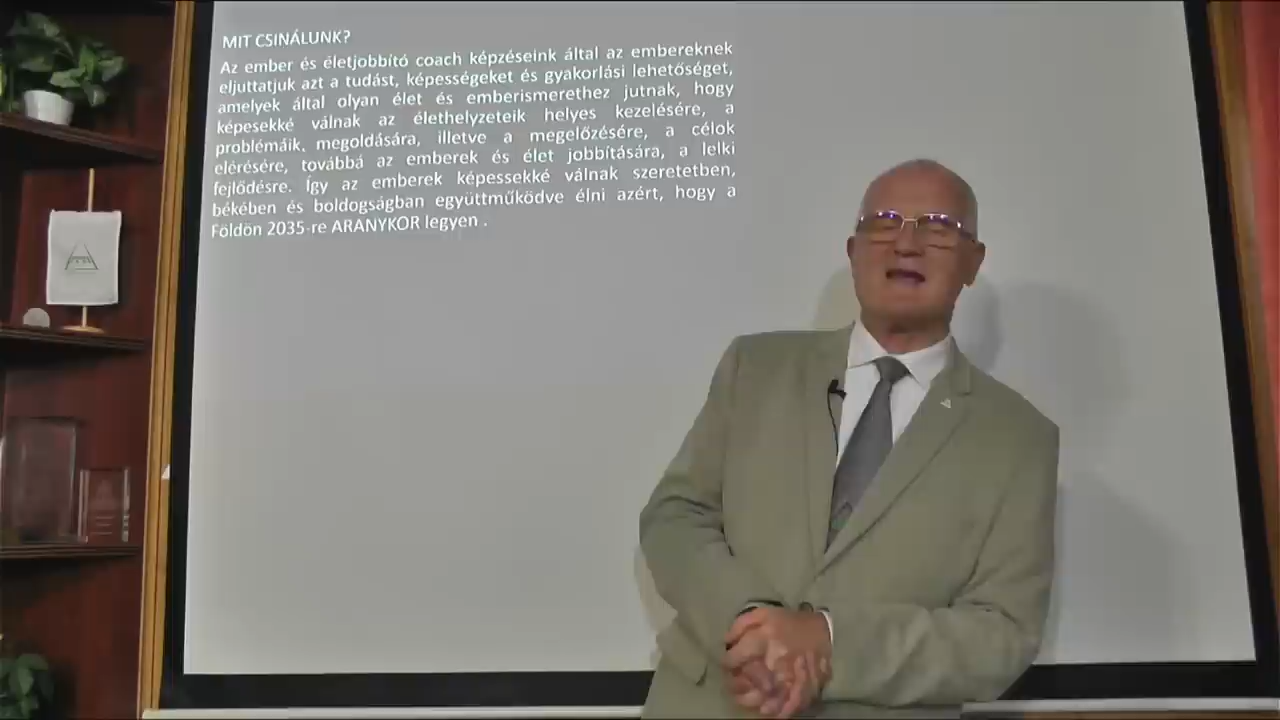 MIT CSINÁLUNK?
Az ember és életjobbító coach képzéseink által az embereknek
eljuttatjuk azt a tudást, képességeket és gyakorlási lehetőséget,
amelyek által olyan élet és emberismerethez jutnak, hogy
képesekké válnak az élethelyzeteik helyes kezelésére, a
problémáik. megoldására, illetve a megelőzésére, a célok
elérésére, továbbá az emberek és élet jobbítására, a lelki
fejlődésre. Így az emberek képessekké válnak szeretetben,
békében és boldogságban együttműködve élni azért, hogy a
Földön 2035-re ARANYKOR legyen .